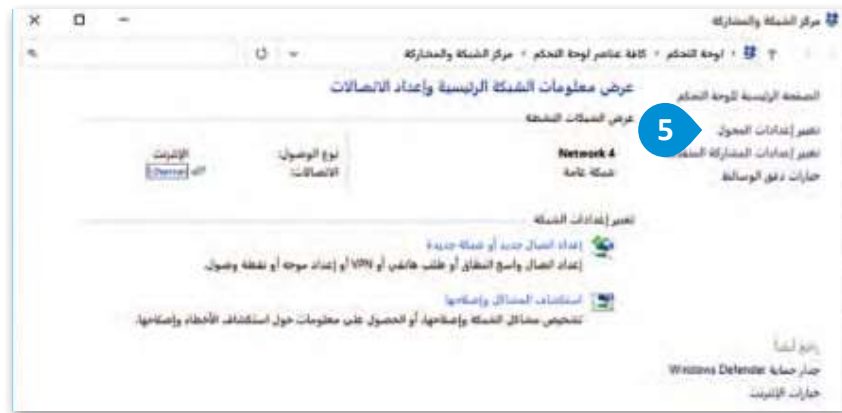 مركز الشبكة والمشاركة
لوحة التحكم › كافة عناصر لوحة التحكم › مركز الشبكة والمشاركة
الصفحة الرئيسية للوحة التحكم
تغيير إعدادات المحول
تغيير إعدادات المشاركة
خيارات دفق الوسائط
5
عرض معلومات الشبكة الرئيسية وإعداد الاتصالات
عرض الشبكات النشطة
Network 4
شبكة عامة
نوع الوصول: الإنترنت
الاتصالات: Ethernet
تغيير إعدادات الشبكة
إعداد اتصال جديد أو شبكة جديدة
إعداد اتصال واسع النطاق أو طلب هاتفي أو VPN أو إعداد موجه أو نقطة وصول.
استكشاف المشاكل وإصلاحها
تشخيص مشاكل الشبكة وإصلاحها، أو الحصول على معلومات حول استكشاف الأخطاء وإصلاحها.
راجع أيضاً
جدار حماية Windows Defender
خيارات الإنترنت